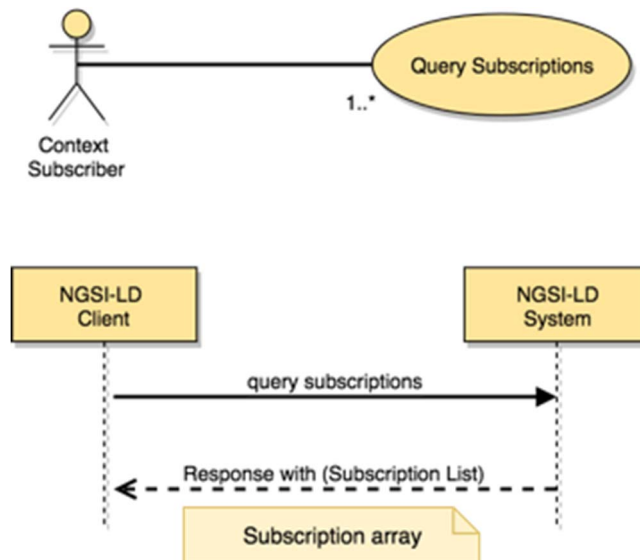 Query Subscriptions
1..*
Context
Subscriber
NGSI-LD
Client
NGSI-LD
System
query subscriptions
Response with (Subscription List)
Subscription array